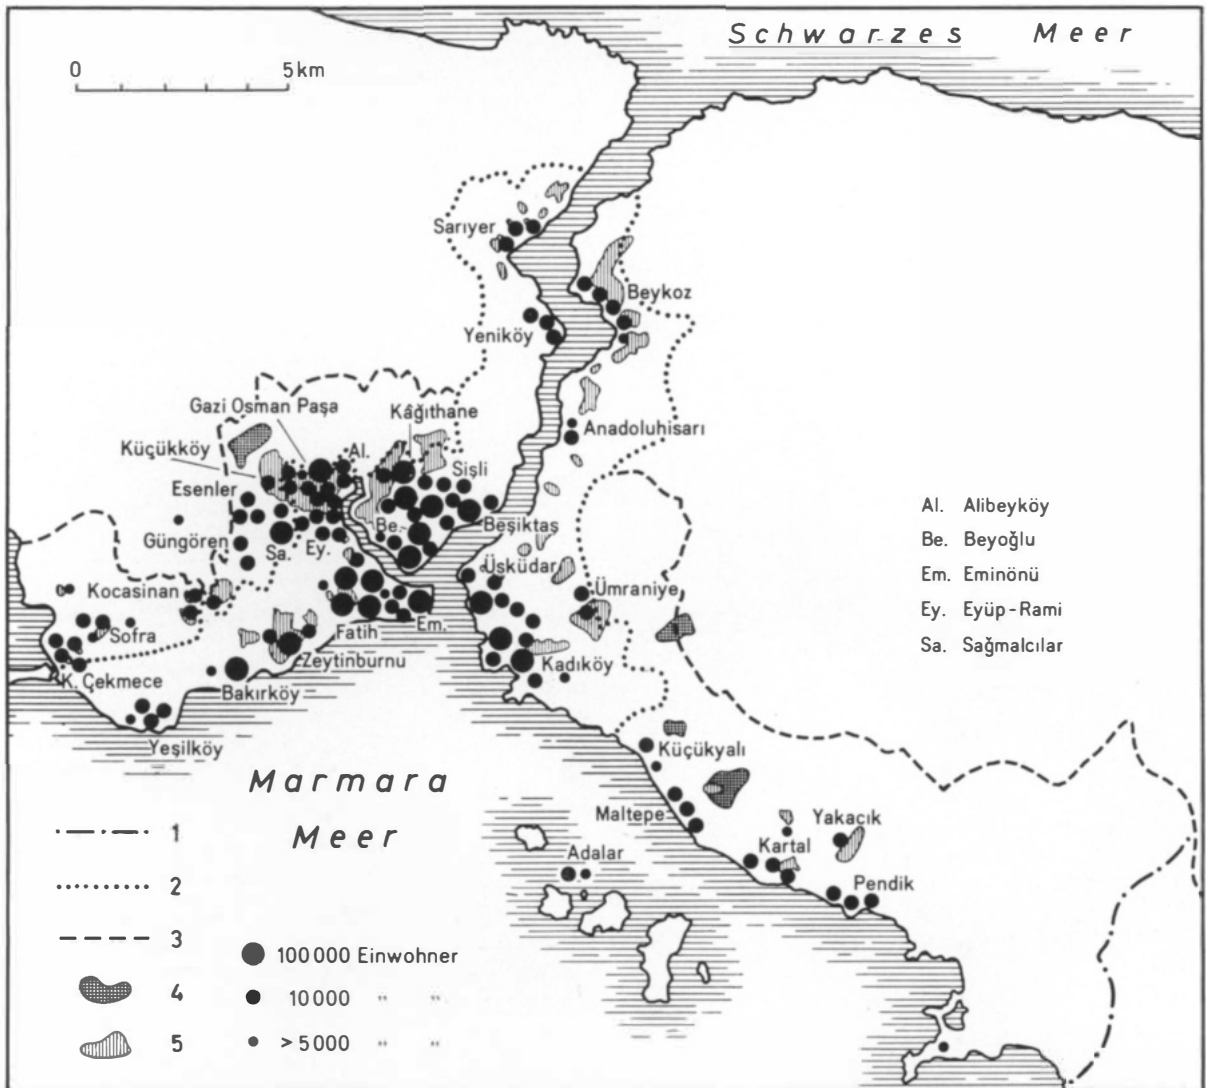 Schwarzes Meer
0 5 km
Sarıyer
Beykoz
Yeniköy
Gazi Osman Paşa
Kâğıthane
Anadoluhisarı
Küçükköy
Al.
Sişli
Esenler
Al. Alibeyköy
Be.
Beşiktaş
Güngören
Sa.
Ey.
Be. Beyoğlu
Üsküdar
Em. Eminönü
Kocasinan
Ümraniye
Ey. Eyüp-Rami
Sofra
Fatih
Em.
Sa. Sağmalcılar
Zeytinburnu
Kadıköy
K. Çekmece
Bakırköy
Yeşilköy
Küçükyalı
Marmara
Meer
Maltepe
Yakacık
1
Kartal
Adalar
2
Pendik
3
100 000 Einwohner
4
10 000 " "
5
> 5000 " "